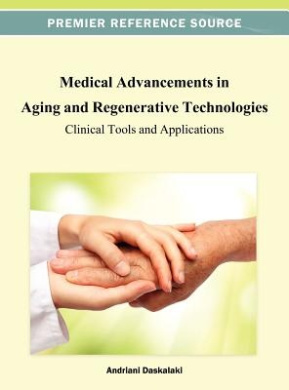 PREMIER REFERENCE SOURCE
Medical Advancements in
Aging and Regenerative Technologies
Clinical Tools and Applications
Andriani Daskalaki